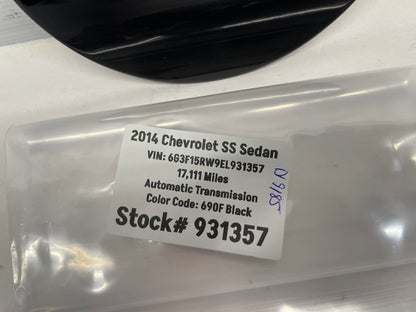 2014 Chevrolet SS Sedan
VIN: 6G3F15RW9EL931357
17,111 Miles
Automatic Transmission
Color Code: 690F Black
Stock# 931357